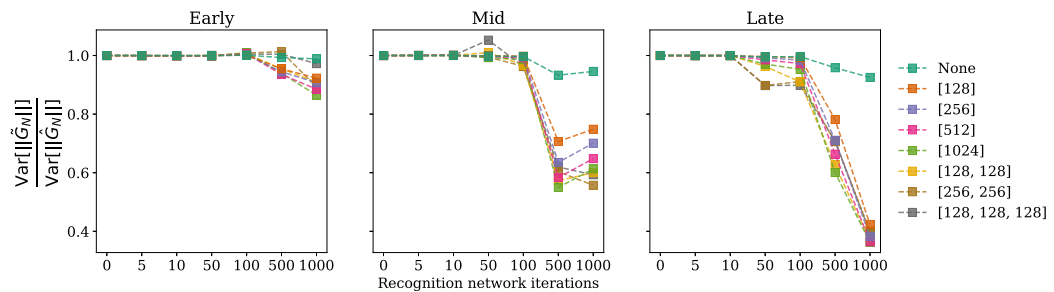 Early
Mid
Late
Var[||G̃_N||]
Var[||Ĝ_N||]
1.0
0.8
0.6
0.4
0 5 10 50 100 500 1000
0 5 10 50 100 500 1000
0 5 10 50 100 500 1000
Recognition network iterations
None
[128]
[256]
[512]
[1024]
[128, 128]
[256, 256]
[128, 128, 128]